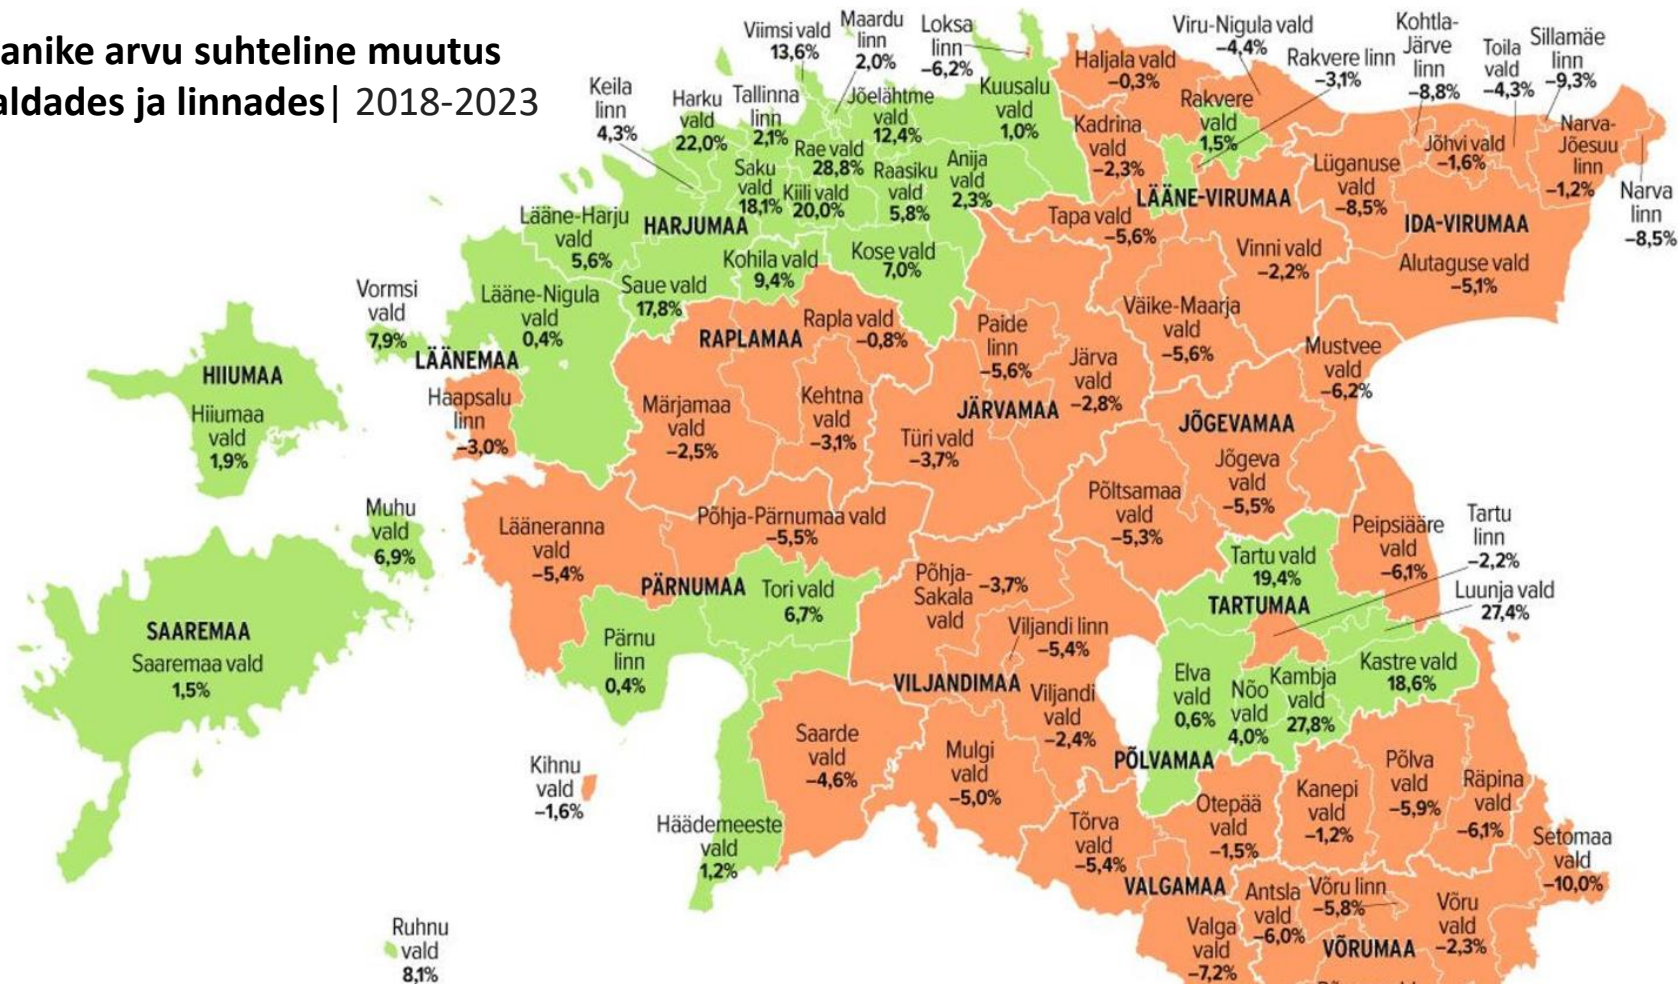 anike arvu suhteline muutus
aldades ja linnades| 2018-2023
Viimsi vald
13,6%
Maardu
linn
2,0%
Loksa
linn
–6,2%
Viru-Nigula vald
–4,4%
Kohtla-
Järve
linn
–8,8%
Toila
vald
–4,3%
Sillamäe
linn
–9,3%
Haljala vald
–0,3%
Rakvere linn
–3,1%
Keila
linn
4,3%
Harku
vald
22,0%
Tallinna
linn
2,1%
Jõelähtme
vald
12,4%
Kuusalu
vald
1,0%
Rakvere
vald
1,5%
Kadrina
vald
–2,3%
Narva-
Jõesuu
linn
–1,2%
Jõhvi vald
–1,6%
Rae vald
28,8%
Saku
vald
18,1%
Kiili vald
20,0%
Raasiku
vald
5,8%
Anija
vald
2,3%
Lüganuse
vald
–8,5%
Narva
linn
–8,5%
LÄÄNE-VIRUMAA
Lääne-Harju
vald
5,6%
HARJUMAA
Tapa vald
–5,6%
IDA-VIRUMAA
Kohila vald
9,4%
Kose vald
7,0%
Vinni vald
–2,2%
Alutaguse vald
–5,1%
Vormsi
vald
7,9%
Lääne-Nigula
vald
0,4%
Saue vald
17,8%
Väike-Maarja
vald
–5,6%
Rapla vald
–0,8%
RAPLAMAA
Paide
linn
–5,6%
Järva
vald
–2,8%
Mustvee
vald
–6,2%
LÄÄNEMAA
HIIUMAA
Hiiumaa
vald
1,9%
Haapsalu
linn
–3,0%
Märjamaa
vald
–2,5%
Kehtna
vald
–3,1%
JÄRVAMAA
JÕGEVAMAA
Türi vald
–3,7%
Jõgeva
vald
–5,5%
Põltsamaa
vald
–5,3%
Muhu
vald
6,9%
Lääneranna
vald
–5,4%
Põhja-Pärnumaa vald
–5,5%
Peipsiääre
vald
–6,1%
Tartu
linn
–2,2%
Tartu vald
19,4%
PÄRNUMAA
Tori vald
6,7%
Põhja-
Sakala
vald
–3,7%
TARTUMAA
Luunja vald
27,4%
SAAREMAA
Saaremaa vald
1,5%
Pärnu
linn
0,4%
Viljandi linn
–5,4%
VILJANDIMAA
Viljandi
vald
–2,4%
Elva
vald
0,6%
Nõo
vald
4,0%
Kambja
vald
27,8%
Kastre vald
18,6%
Saarde
vald
–4,6%
Mulgi
vald
–5,0%
PÕLVAMAA
Kihnu
vald
–1,6%
Otepää
vald
–1,5%
Kanepi
vald
–1,2%
Põlva
vald
–5,9%
Räpina
vald
–6,1%
Häädemeeste
vald
1,2%
Tõrva
vald
–5,4%
Setomaa
vald
–10,0%
VALGAMAA
Antsla
vald
–6,0%
Võru linn
–5,8%
Võru
vald
–2,3%
Ruhnu
vald
8,1%
Valga
vald
–7,2%
VÕRUMAA